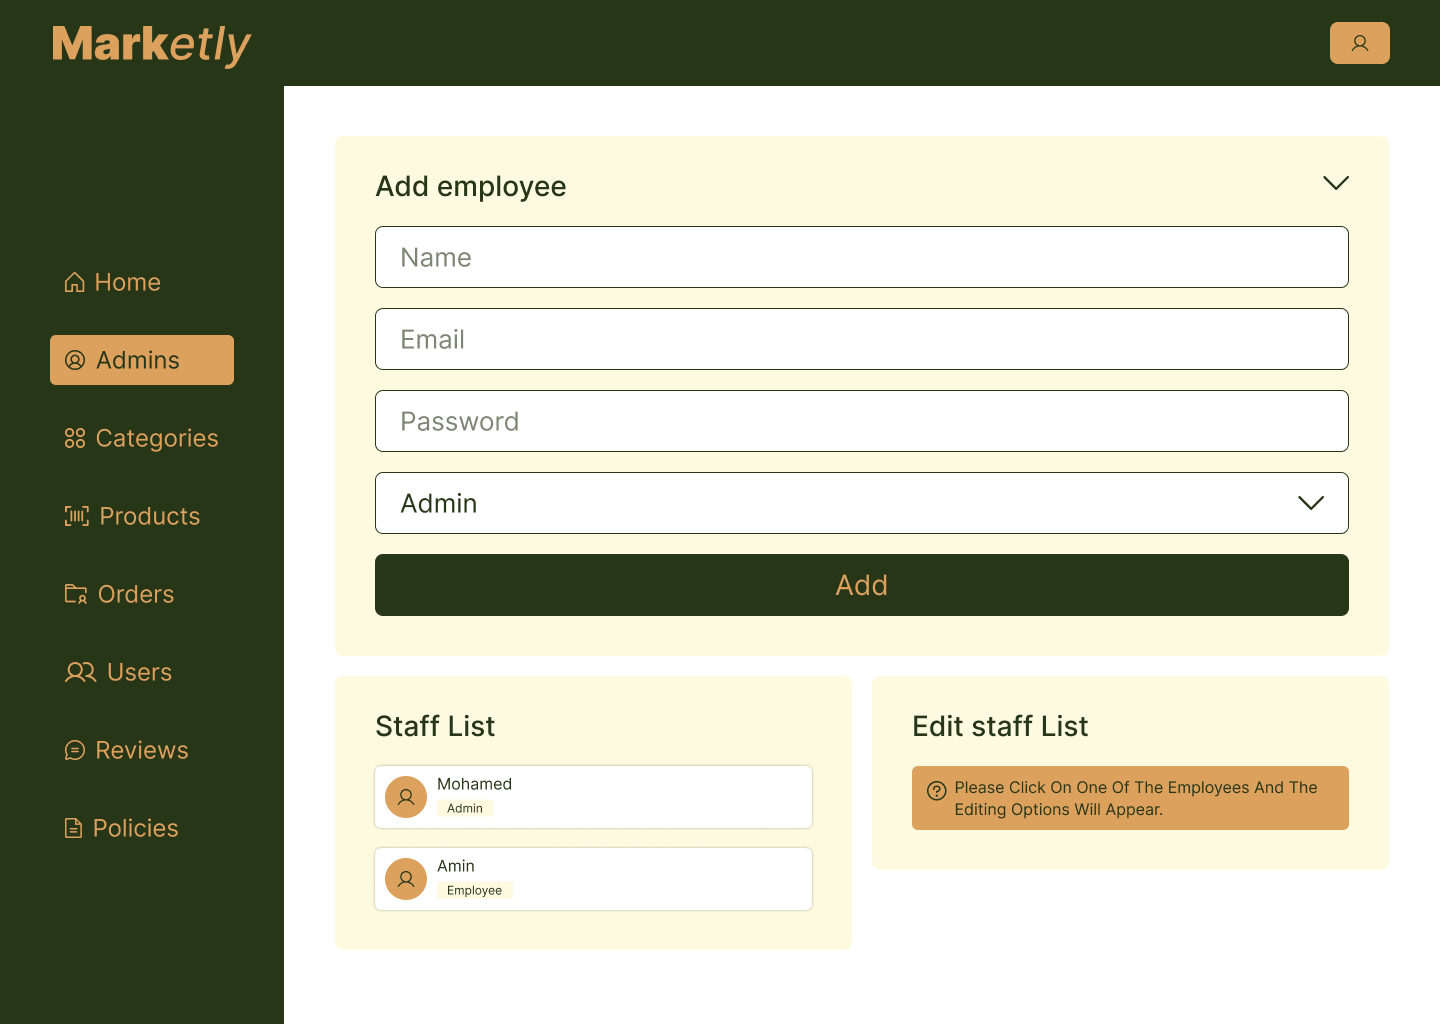 Marketly
Home
Admins
Categories
Products
Orders
Users
Reviews
Policies
Add employee
Name
Email
Password
Admin
Add
Staff List
Mohamed
Admin
Amin
Employee
Edit staff List
Please Click On One Of The Employees And The
Editing Options Will Appear.